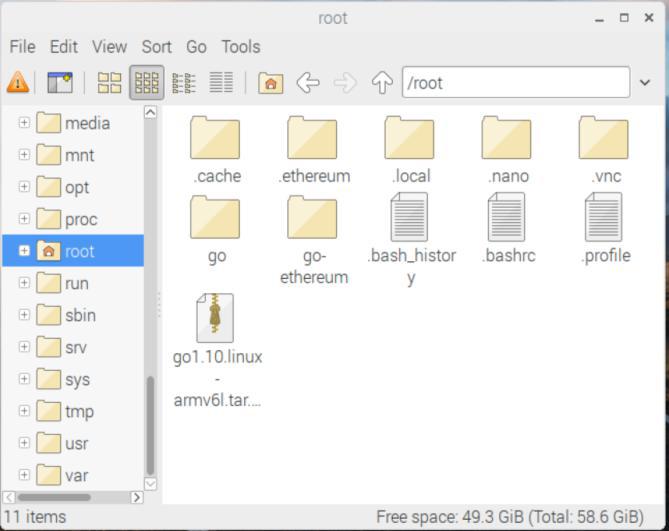 root
File Edit View Sort Go Tools
/root
media
mnt
opt
proc
root
run
sbin
srv
sys
tmp
usr
var
.cache .ethereum .local .nano .vnc
go go- .bash_histor .bashrc .profile
ethereum y
go1.10.linux
-
armv6l.tar....
11 items Free space: 49.3 GiB (Total: 58.6 GiB)